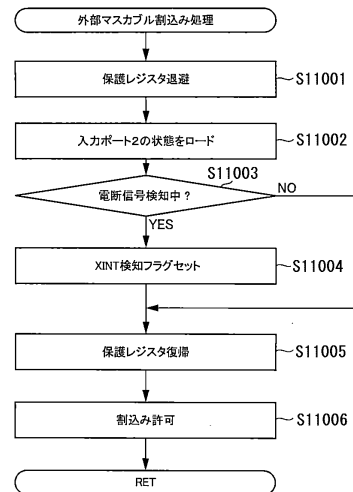 外部マスカブル割込み処理
保護レジスタ退避
S11001
入力ポート2の状態をロード
S11002
S11003
電断信号検知中?
NO
YES
XINT検知フラグセット
S11004
保護レジスタ復帰
S11005
割込み許可
S11006
RET